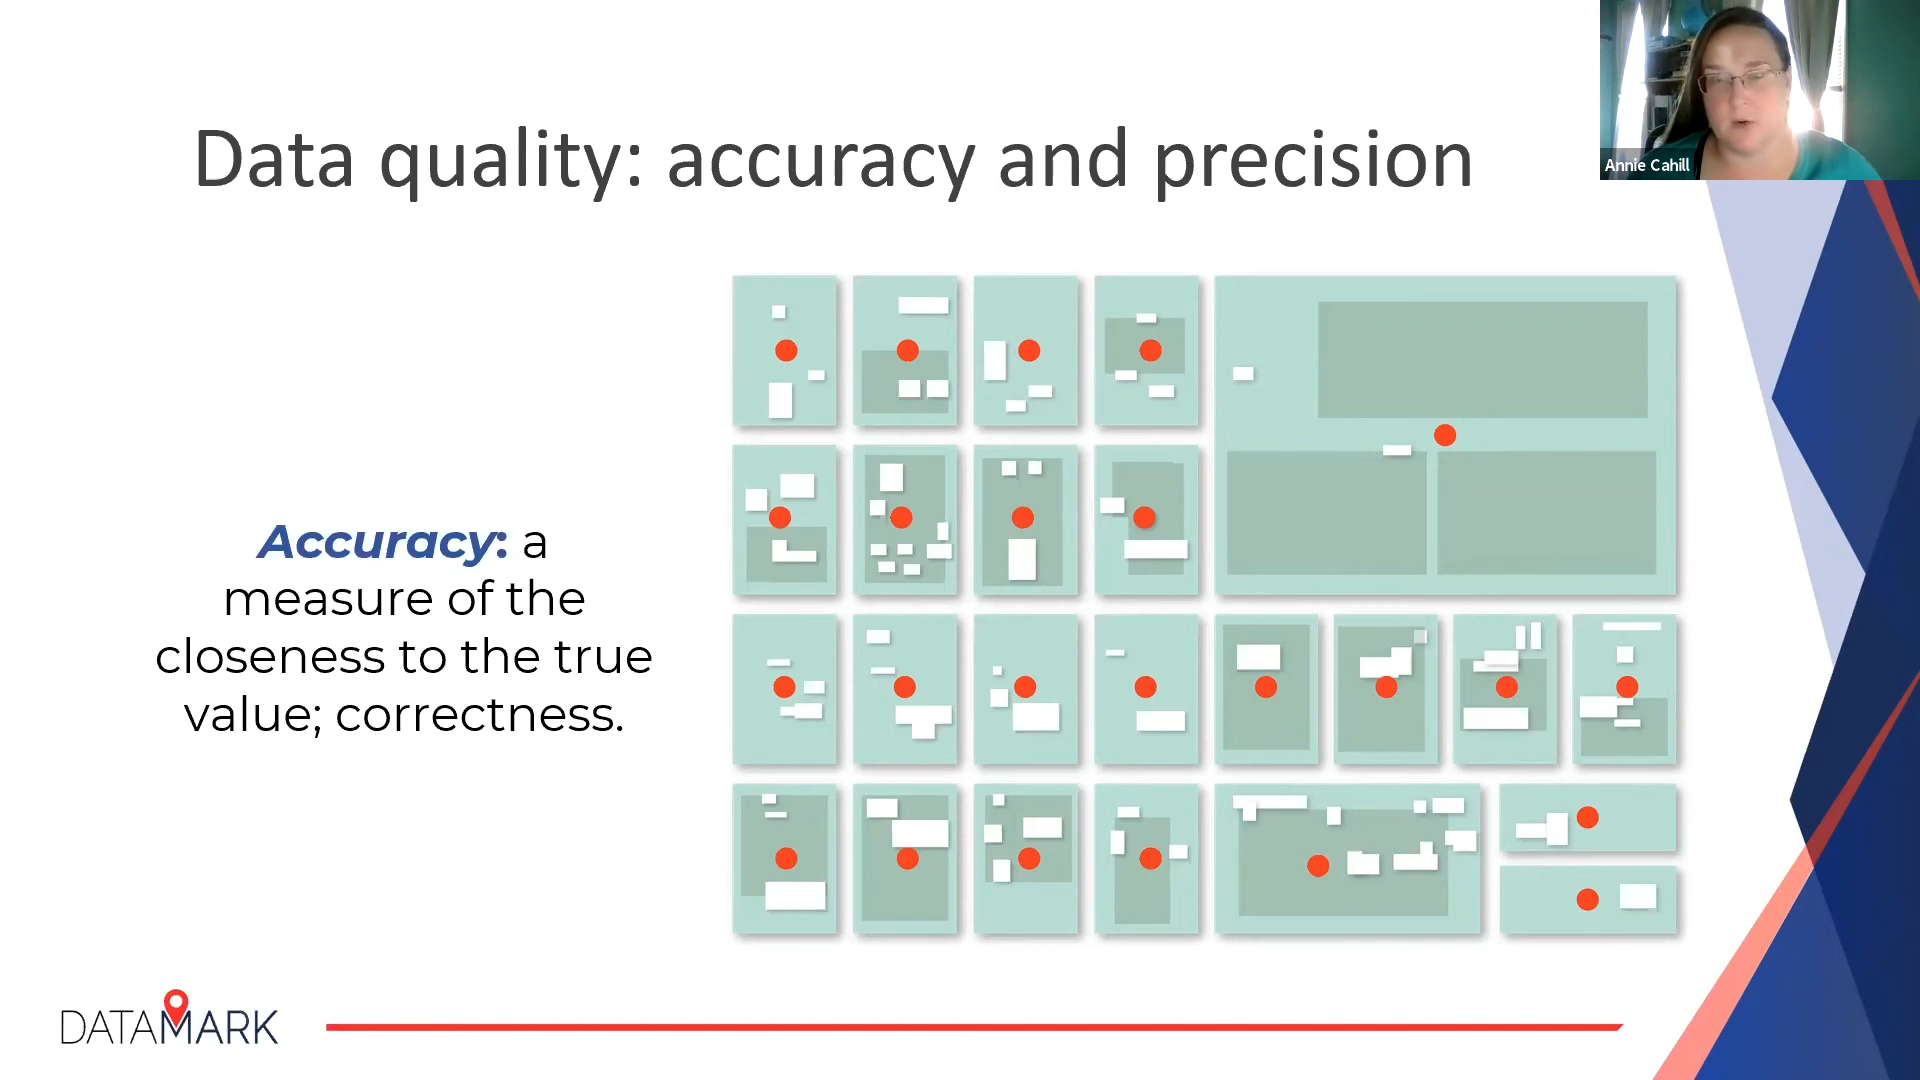 Data quality: accuracy and precision
Annie Cahill
Accuracy: a
measure of the
closeness to the true
value; correctness.
DATAMARK